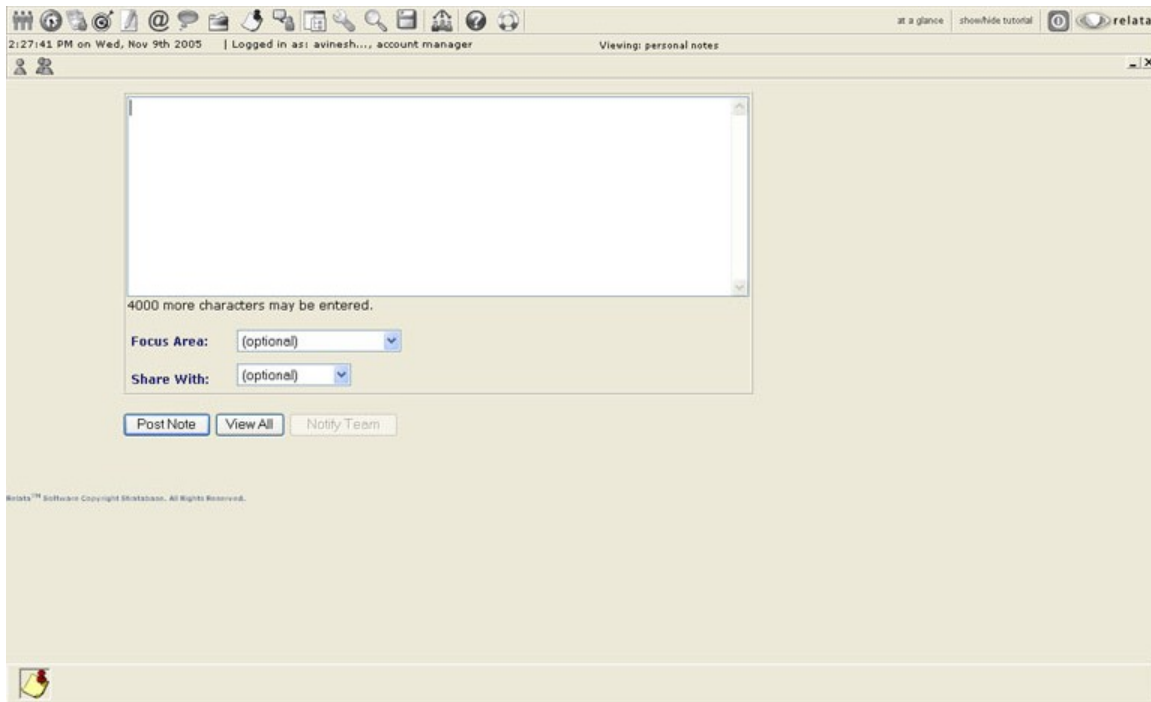 at a glance
show/hide tutorial
relata
2:27:41 PM on Wed, Nov 9th 2005 | Logged in as: avinesh..., account manager
Viewing: personal notes
4000 more characters may be entered.
Focus Area: (optional)
Share With: (optional)
Post Note View All Notify Team
Relata™ Software Copyright Stratabase. All Rights Reserved.